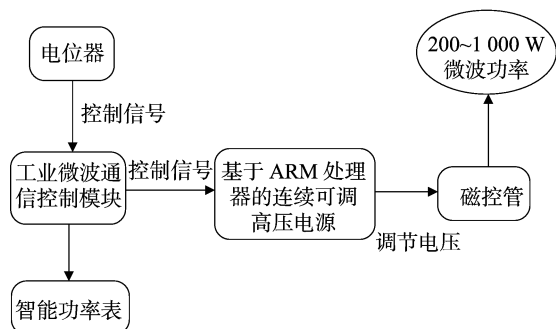 电位器
200~1 000 W
微波功率
控制信号
工业微波通
信控制模块
控制信号
基于 ARM 处理
器的连续可调
高压电源
调节电压
磁控管
智能功率表